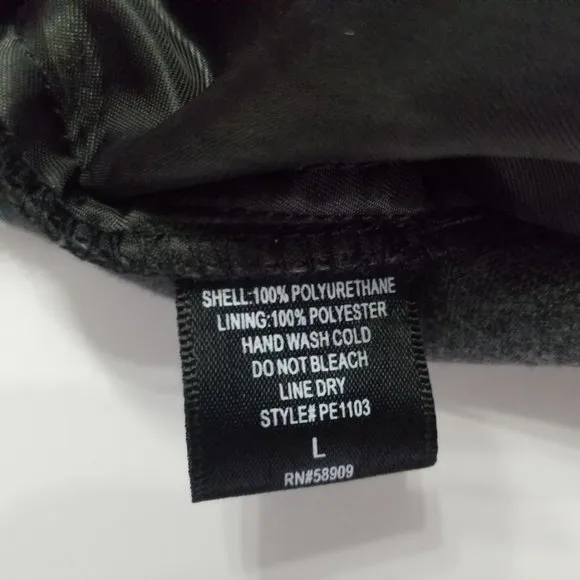 SHELL:100% POLYURETHANE
LINING:100% POLYESTER
HAND WASH COLD
DO NOT BLEACH
LINE DRY
STYLE# PE1103
L
RN#58909